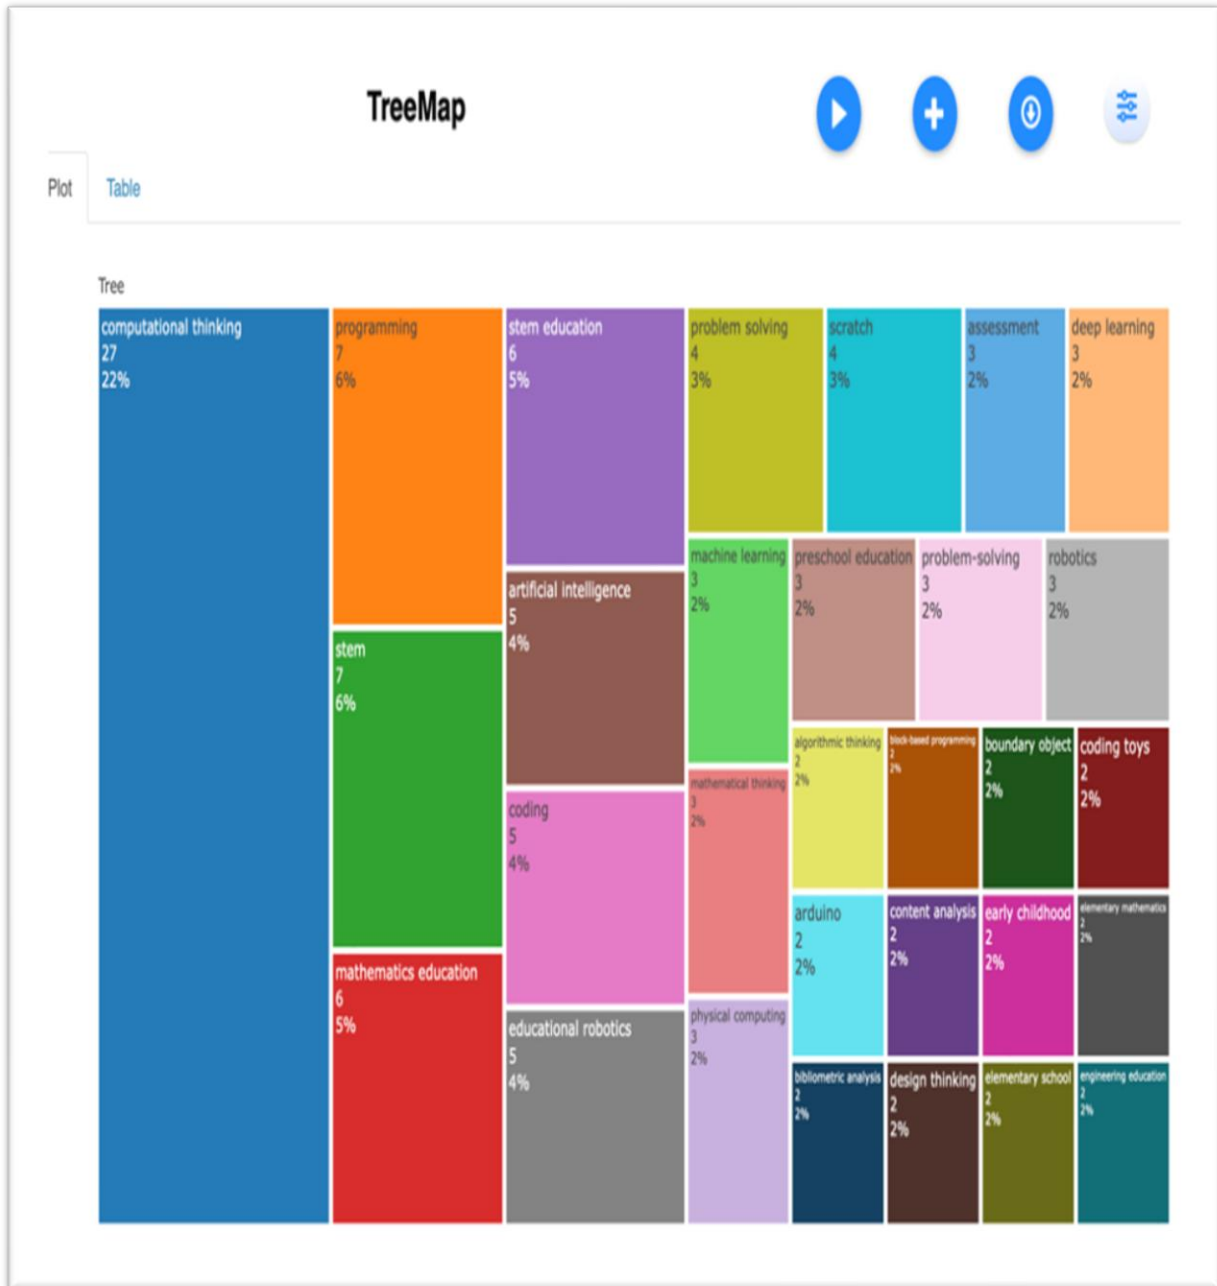 TreeMap
Plot
Table
Tree
computational thinking
27
22%
programming
7
6%
stem
7
6%
mathematics education
6
5%
stem education
6
5%
artificial intelligence
5
4%
coding
5
4%
educational robotics
5
4%
problem solving
4
3%
scratch
4
3%
assessment
3
2%
deep learning
3
2%
machine learning
3
2%
mathematical thinking
3
2%
physical computing
3
2%
preschool education
3
2%
problem-solving
3
2%
robotics
3
2%
algorithmic thinking
2
2%
block-based programming
2
2%
boundary object
2
2%
coding toys
2
2%
arduino
2
2%
content analysis
2
2%
early childhood
2
2%
elementary mathematics
2
2%
bibliometric analysis
2
2%
design thinking
2
2%
elementary school
2
2%
engineering education
2
2%